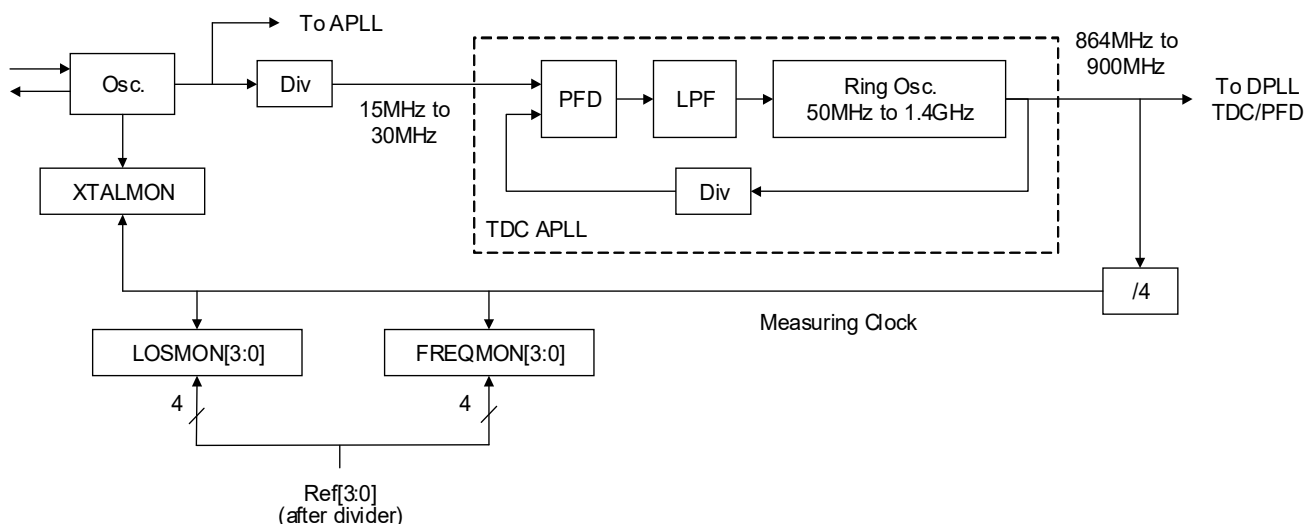 To APLL
Osc.
Div
15MHz to
30MHz
PFD
LPF
Ring Osc.
50MHz to 1.4GHz
864MHz to
900MHz
To DPLL
TDC/PFD
XTALMON
Div
TDC APLL
/4
Measuring Clock
LOSMON[3:0]
FREQMON[3:0]
4
4
Ref[3:0]
(after divider)